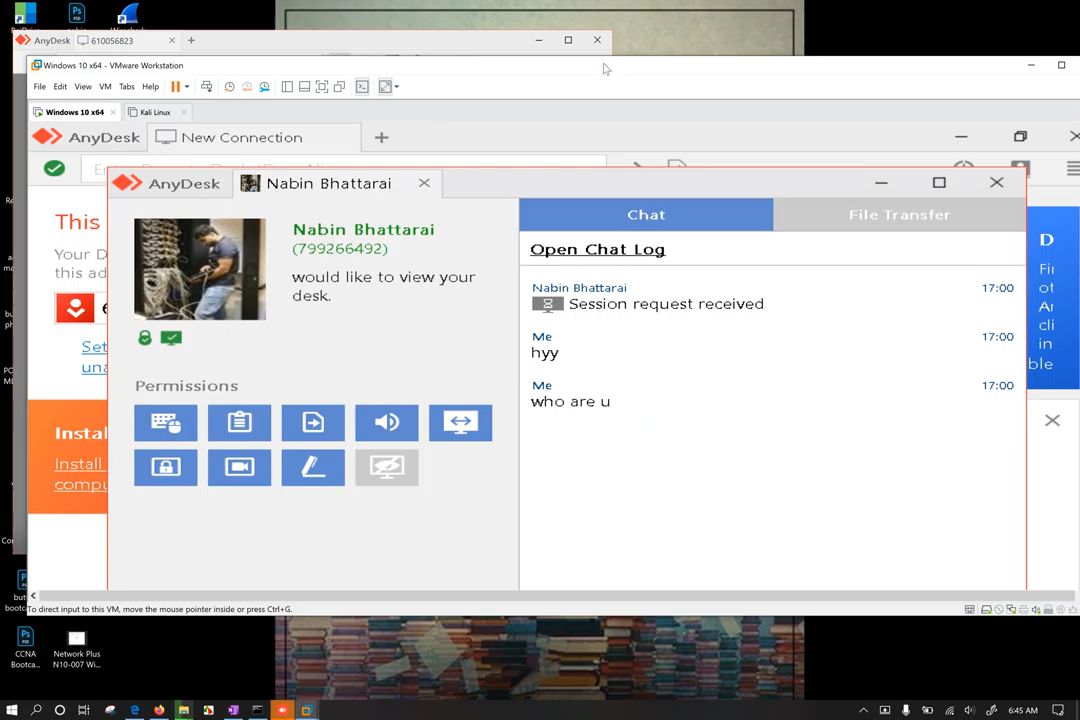 AnyDesk
610056823
Windows 10 x64 - VMware Workstation
File Edit View VM Tabs Help
Windows 10 x64
Kali Linux
AnyDesk
New Connection
AnyDesk
Nabin Bhattarai
This
Your D
this ad
6
Set
una
Instal
Install
compu
Nabin Bhattarai
(799266492)
would like to view your
desk.
Permissions
Chat
File Transfer
Open Chat Log
Nabin Bhattarai
17:00
Session request received
Me
17:00
hyy
Me
17:00
who are u
D
in
ble
To direct input to this VM, move the mouse pointer inside or press Ctrl+G.
CCNA
Bootca...
Network Plus
N10-007 Wi...
6:45 AM